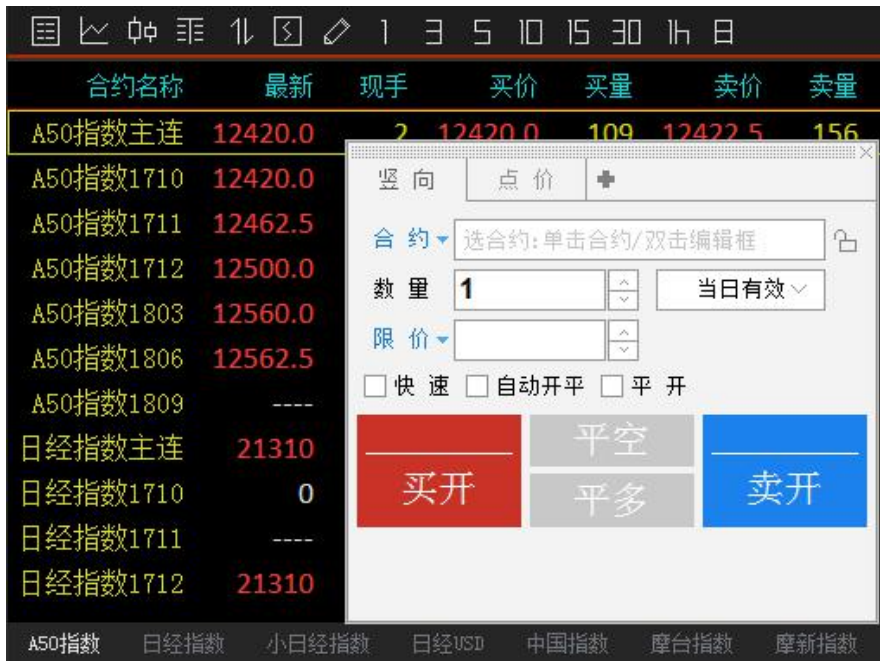 1 3 5 10 15 30 1h 日
合约名称 最新 现手 买价 买量 卖价 卖量
A50指数主连 12420.0 2 12420.0 109 12422.5 156
A50指数1710 12420.0
A50指数1711 12462.5
A50指数1712 12500.0
A50指数1803 12560.0
A50指数1806 12562.5
A50指数1809 ----
日经指数主连 21310
日经指数1710 0
日经指数1711 ----
日经指数1712 21310
竖向 点价
合约 选合约:单击合约/双击编辑框
数量 1 当日有效
限价
快速 自动开平 平开
买开 平空 卖开
平多
A50指数 日经指数 小日经指数 日经USD 中国指数 摩台指数 摩新指数